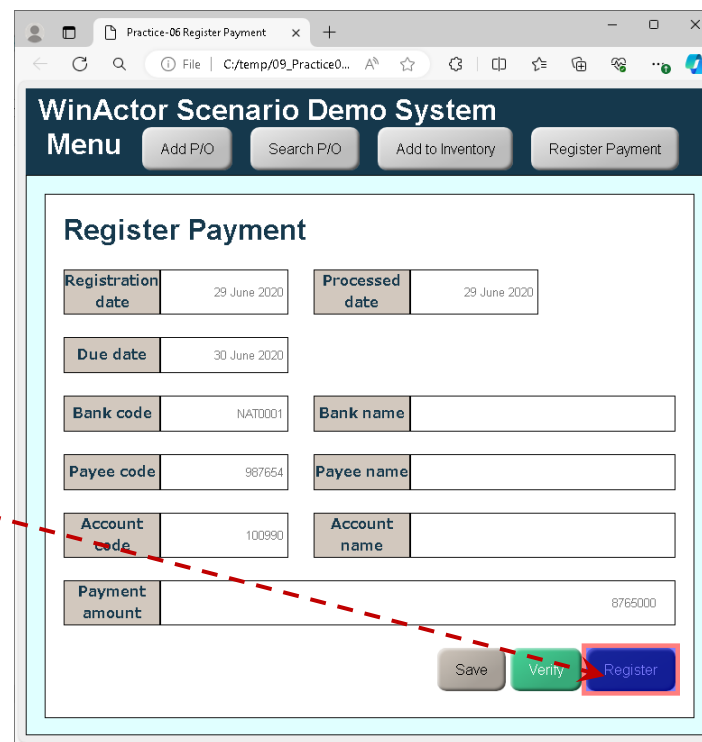 Practice-06 Register Payment
File | C:/temp/09_Practice0...
WinActor Scenario Demo System
Menu Add P/O Search P/O Add to Inventory Register Payment
Register Payment
Registration date 29 June 2020 Processed date 29 June 2020
Due date 30 June 2020
Bank code NAT0001 Bank name
Payee code 987654 Payee name
Account code 100990 Account name
Payment amount 8765000
Save Verify Register